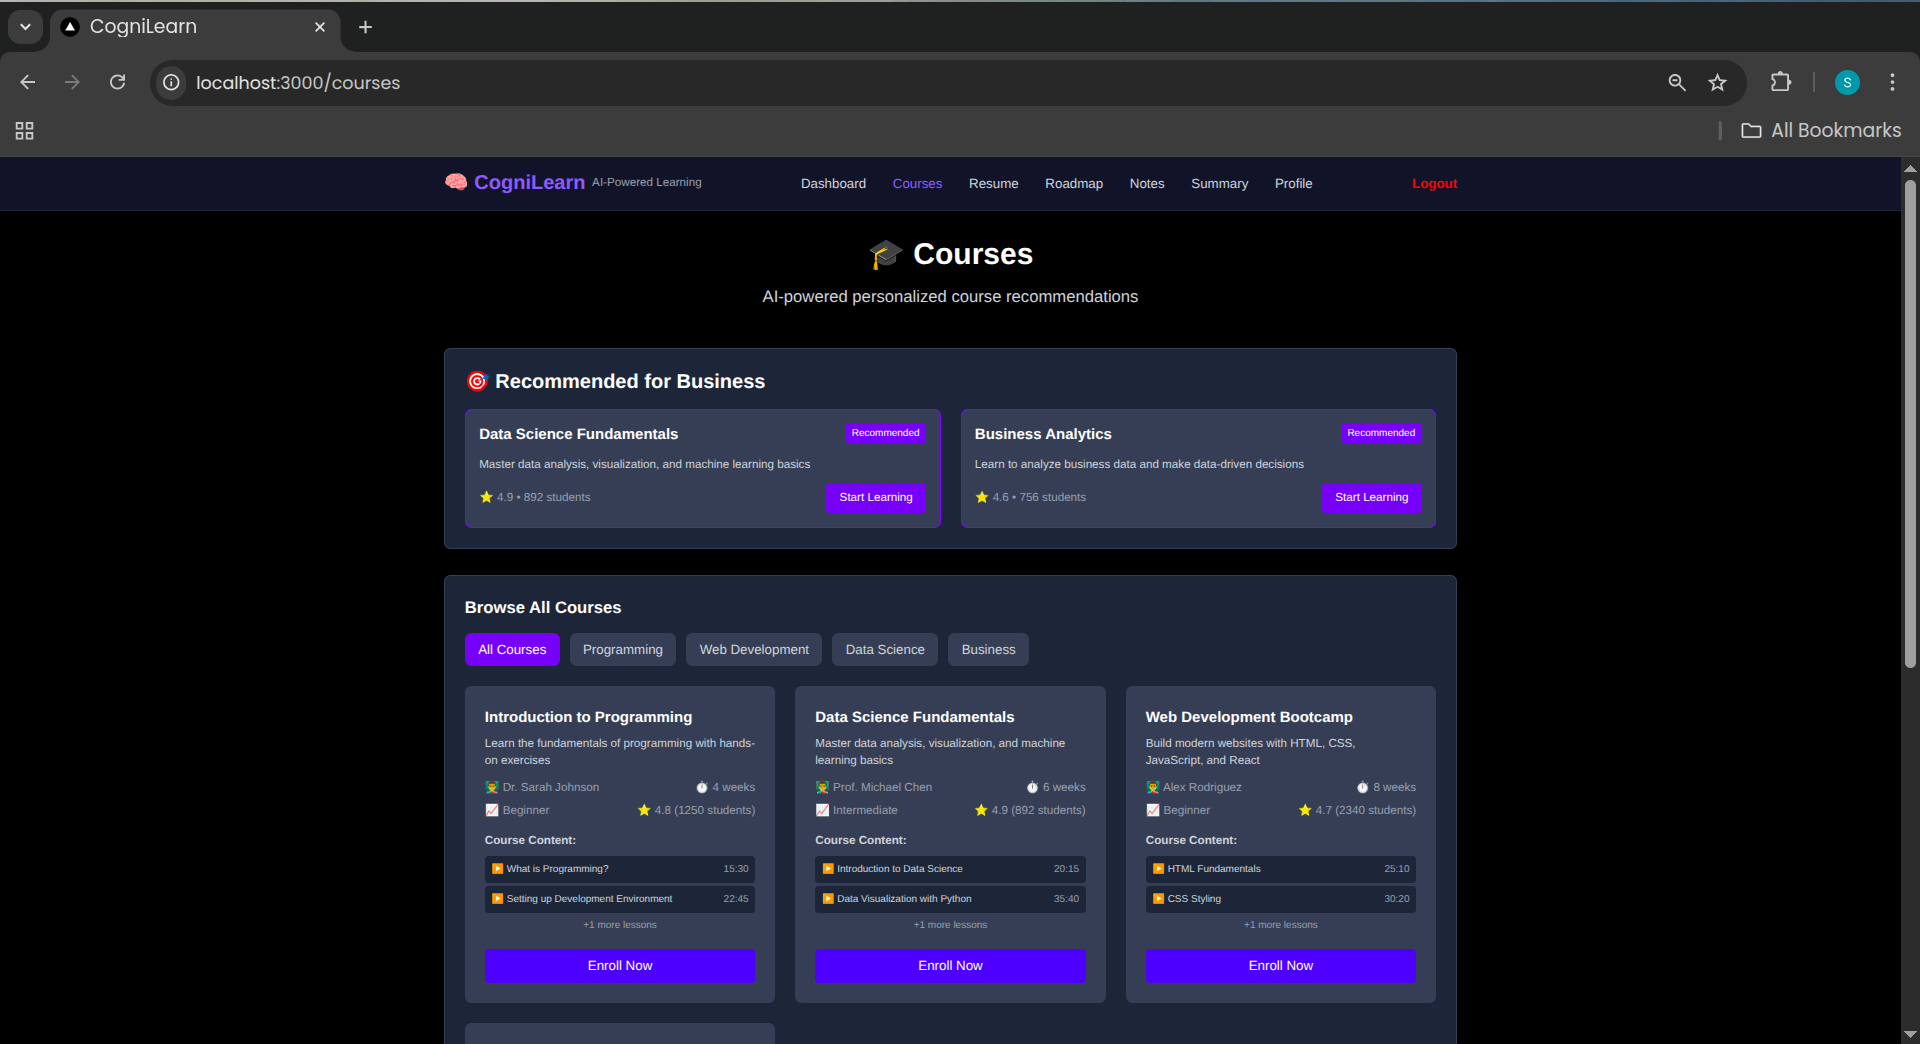 CogniLearn
localhost:3000/courses
S
All Bookmarks
CogniLearn AI-Powered Learning Dashboard Courses Resume Roadmap Notes Summary Profile Logout
Courses
AI-powered personalized course recommendations
Recommended for Business
Data Science Fundamentals Recommended
Master data analysis, visualization, and machine learning basics
4.9 • 892 students Start Learning
Business Analytics Recommended
Learn to analyze business data and make data-driven decisions
4.6 • 756 students Start Learning
Browse All Courses
All Courses Programming Web Development Data Science Business
Introduction to Programming
Learn the fundamentals of programming with hands-
on exercises
Dr. Sarah Johnson 4 weeks
Beginner 4.8 (1250 students)
Course Content:
What is Programming? 15:30
Setting up Development Environment 22:45
+1 more lessons
Enroll Now
Data Science Fundamentals
Master data analysis, visualization, and machine
learning basics
Prof. Michael Chen 6 weeks
Intermediate 4.9 (892 students)
Course Content:
Introduction to Data Science 20:15
Data Visualization with Python 35:40
+1 more lessons
Enroll Now
Web Development Bootcamp
Build modern websites with HTML, CSS,
JavaScript, and React
Alex Rodriguez 8 weeks
Beginner 4.7 (2340 students)
Course Content:
HTML Fundamentals 25:10
CSS Styling 30:20
+1 more lessons
Enroll Now